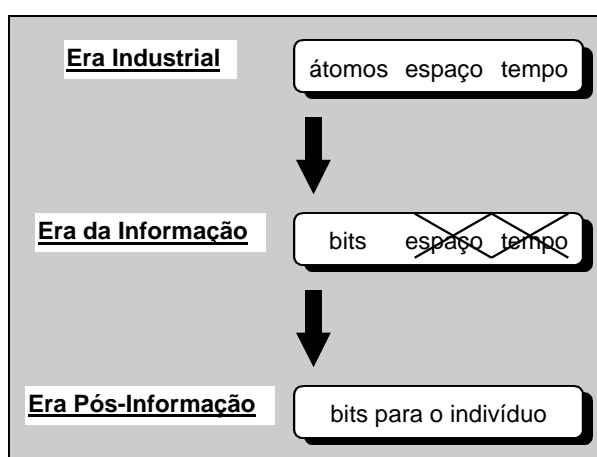 Era Industrial
átomos espaço tempo
Era da Informação
bits espaço tempo
Era Pós-Informação
bits para o indivíduo